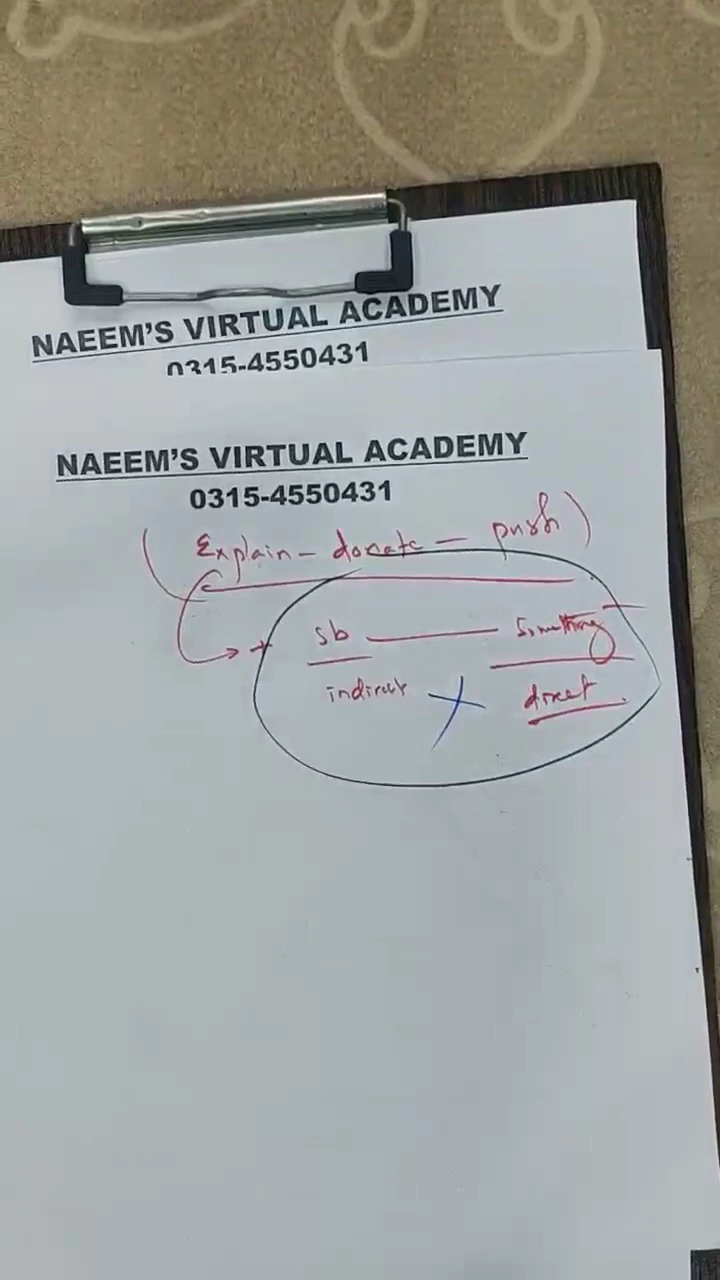 NAEEM'S VIRTUAL ACADEMY
0315-4550431
NAEEM'S VIRTUAL ACADEMY
0315-4550431
(Explain – donate – push)
sb ——— Something
indirect direct.